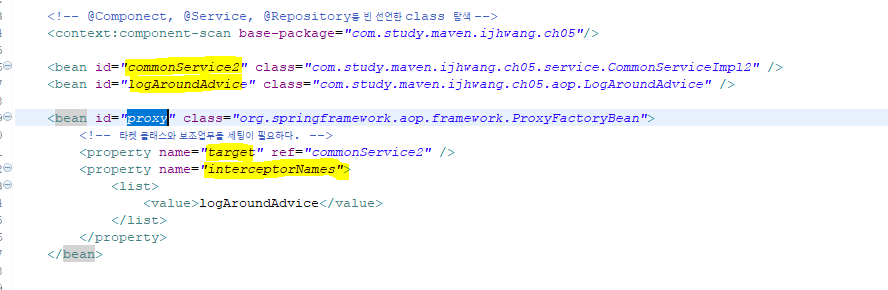 <!-- @Componect, @Service, @Repository를 빈 선언한 class 탐색 -->
<context:component-scan base-package="com.study.maven.ijhwang.ch05"/>
<bean id="commonService2" class="com.study.maven.ijhwang.ch05.service.CommonServiceImpl2" />
<bean id="logAroundAdvice" class="com.study.maven.ijhwang.ch05.aop.LogAroundAdvice" />
<bean id="proxy" class="org.springframework.aop.framework.ProxyFactoryBean">
<!-- 타켓 클래스와 보조업무를 세팅이 필요하다. -->
<property name="target" ref="commonService2" />
<property name="interceptorNames">
<list>
<value>logAroundAdvice</value>
</list>
</property>
</bean>